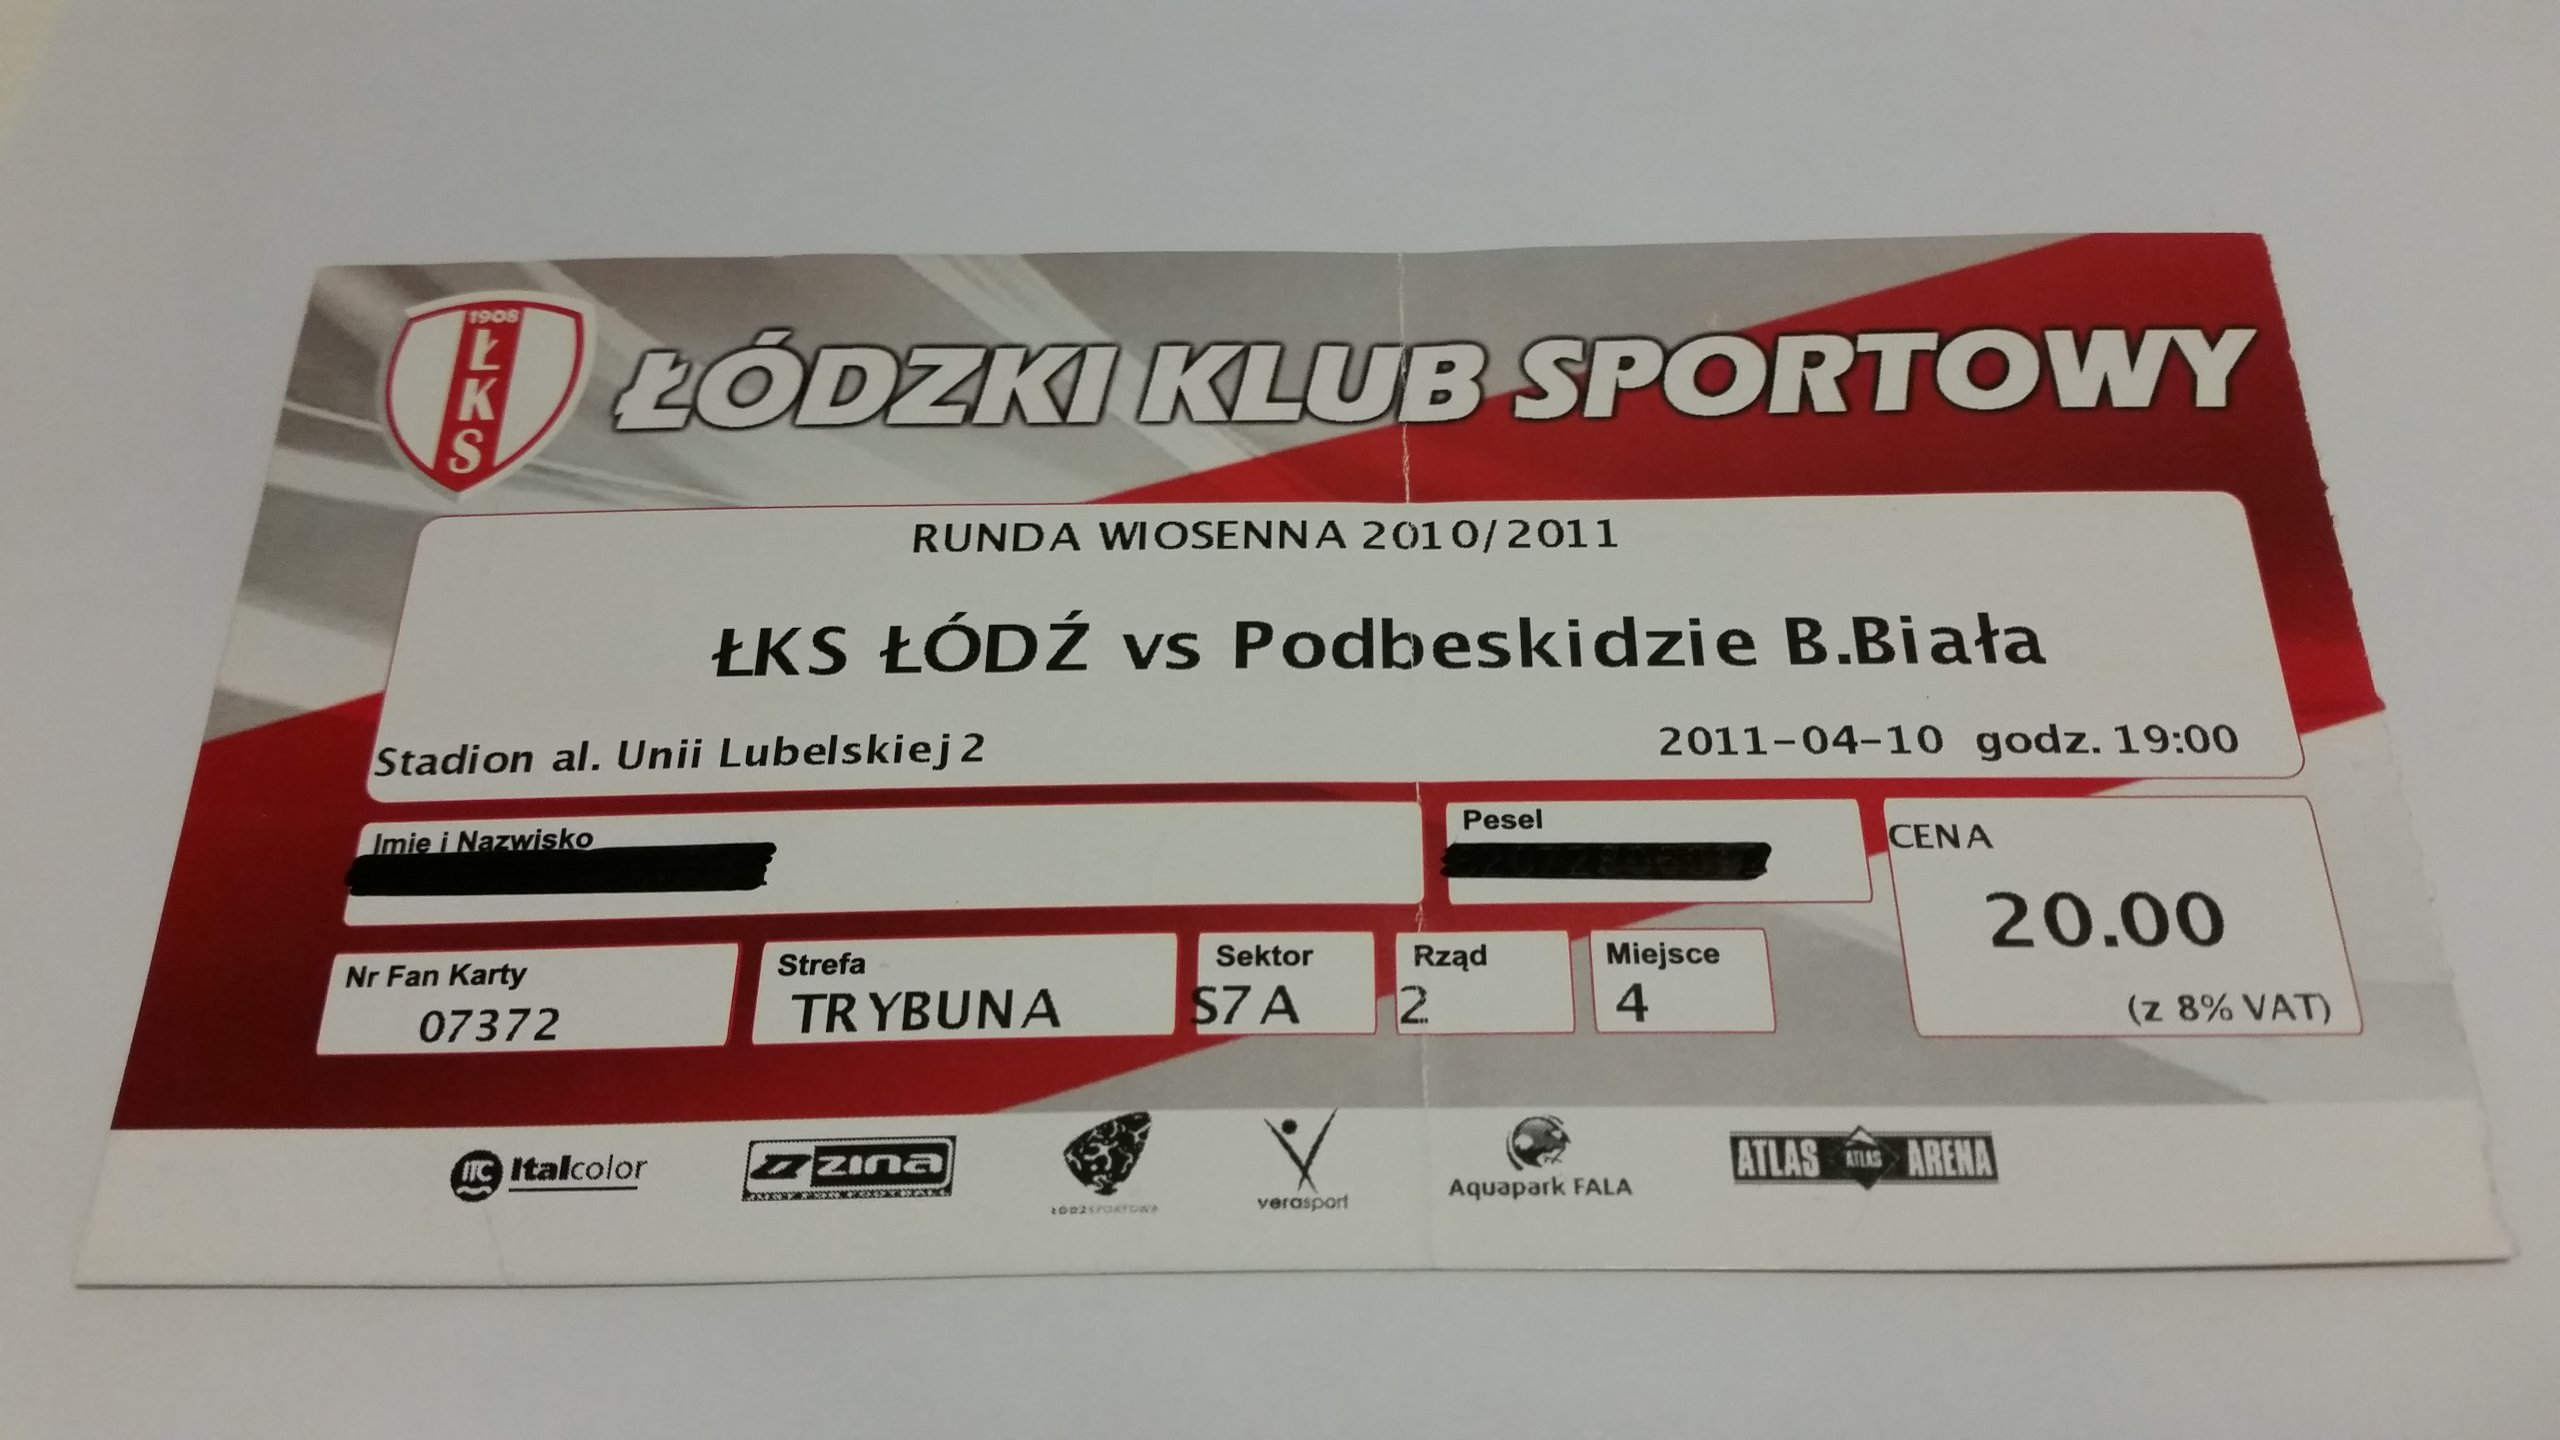 1908
ŁKS
ŁÓDZKI KLUB SPORTOWY
RUNDA WIOSENNA 2010/2011
ŁKS ŁÓDŹ vs Podbeskidzie B.Biała
Stadion al. Unii Lubelskiej 2
2011-04-10 godz. 19:00
Imię i Nazwisko
Pesel
CENA
20.00
(z 8% VAT)
Nr Fan Karty
07372
Strefa
TRYBUNA
Sektor
S7A
Rząd
2
Miejsce
4
ITC Italcolor
zina
verasport
Aquapark FALA
ATLAS ATLAS ARENA